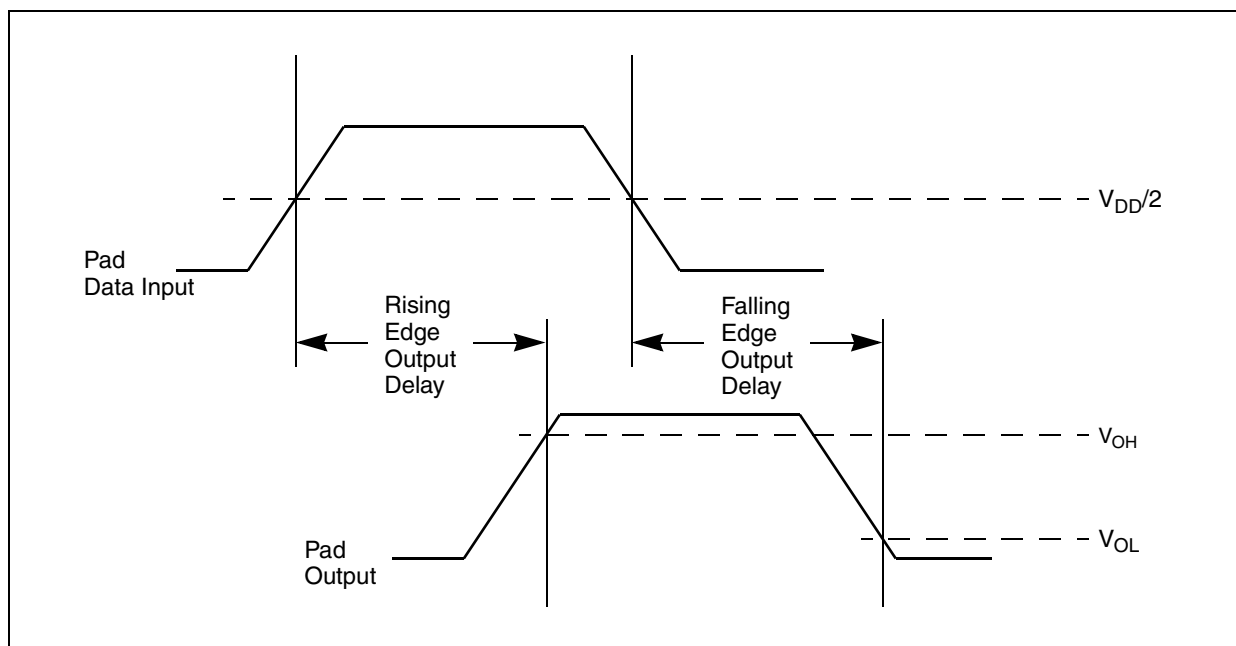 V_DD/2
Pad
Data Input
Rising
Edge
Output
Delay
Falling
Edge
Output
Delay
V_OH
V_OL
Pad
Output